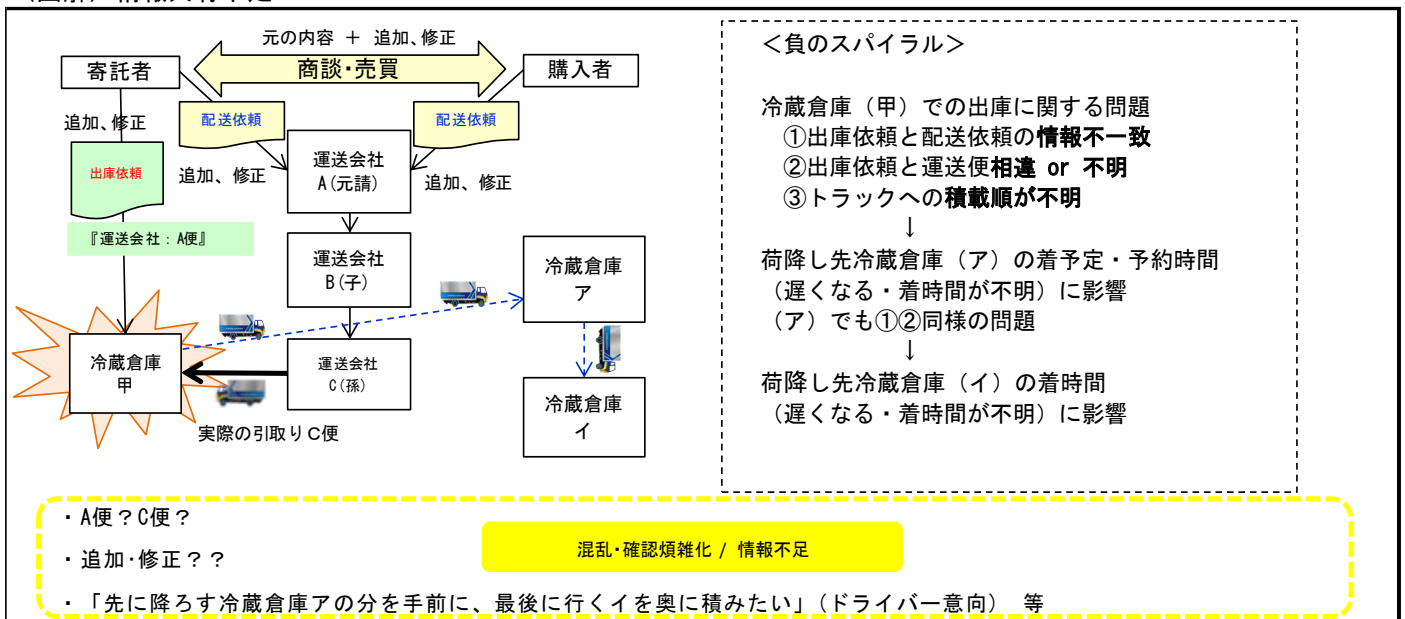 元の内容 ＋ 追加、修正
寄託者
商談・売買
購入者
追加、修正
配送依頼
配送依頼
出庫依頼
追加、修正
運送会社
A(元請)
追加、修正
『運送会社：A便』
運送会社
B(子)
冷蔵倉庫
ア
冷蔵倉庫
甲
運送会社
C(孫)
冷蔵倉庫
イ
実際の引取りＣ便
＜負のスパイラル＞
冷蔵倉庫（甲）での出庫に関する問題
①出庫依頼と配送依頼の情報不一致
②出庫依頼と運送便相違 or 不明
③トラックへの積載順が不明
↓
荷降し先冷蔵倉庫（ア）の着予定・予約時間
（遅くなる・着時間が不明）に影響
（ア）でも①②同様の問題
↓
荷降し先冷蔵倉庫（イ）の着時間
（遅くなる・着時間が不明）に影響
・A便？C便？
・追加・修正？？
混乱・確認煩雑化 / 情報不足
・「先に降ろす冷蔵倉庫アの分を手前に、最後に行くイを奥に積みたい」(ドライバー意向) 等